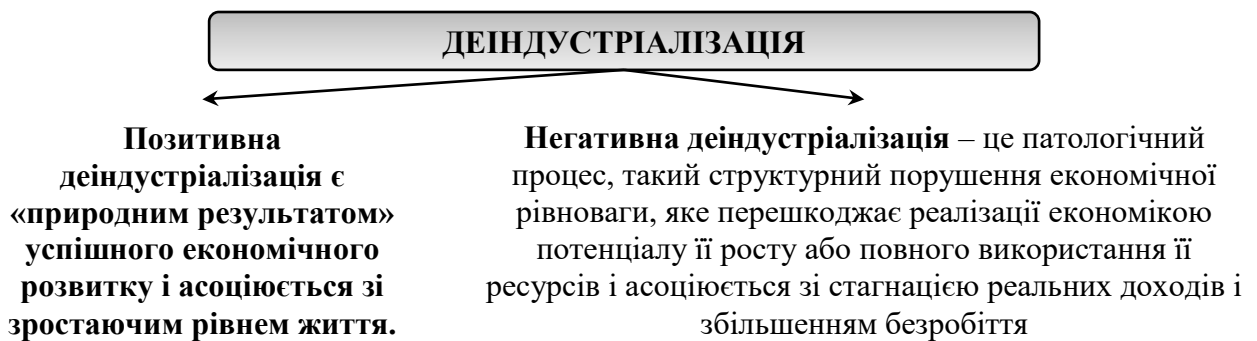 ДЕІНДУСТРІАЛІЗАЦІЯ
Позитивна
деіндустріалізація є
«природним результатом»
успішного економічного
розвитку і асоціюється зі
зростаючим рівнем життя.
Негативна деіндустріалізація – це патологічний
процес, такий структурний порушення економічної
рівноваги, яке перешкоджає реалізації економікою
потенціалу її росту або повного використання її
ресурсів і асоціюється зі стагнацією реальних доходів і
збільшенням безробіття